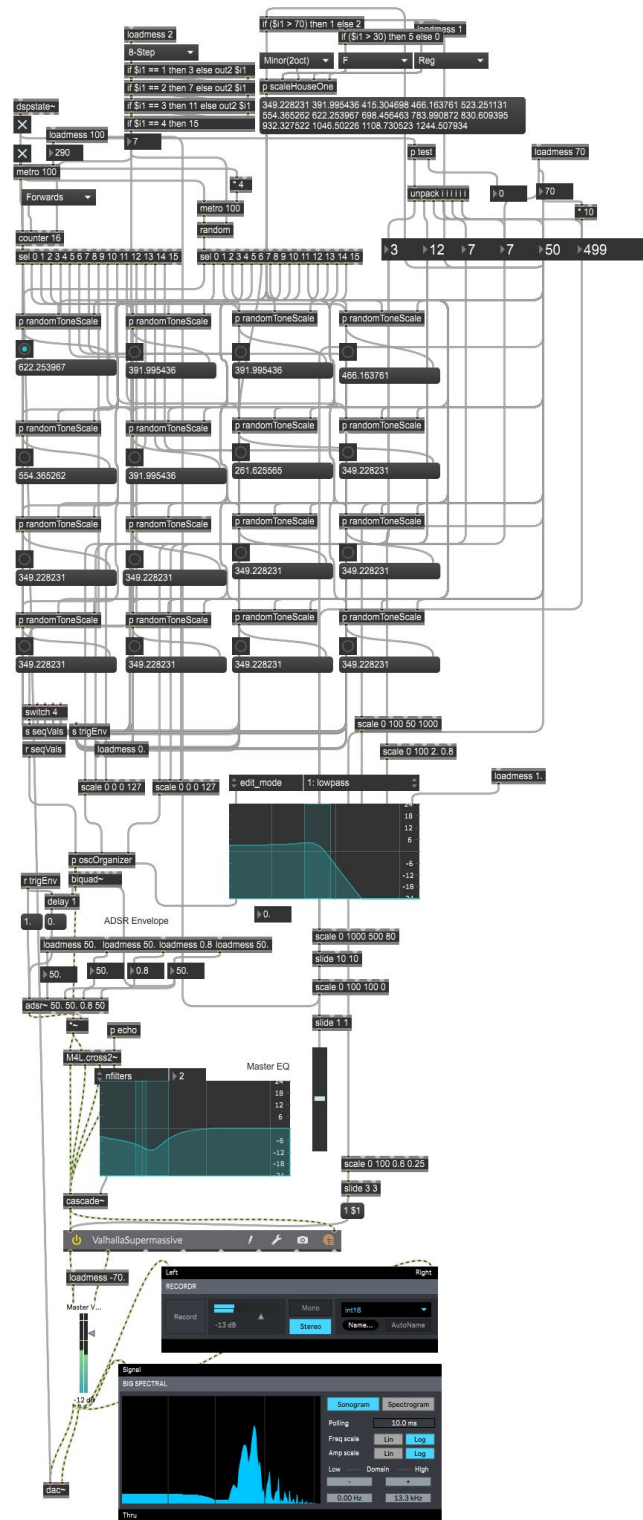 loadmess 2
if ($i1 > 70) then 1 else 2
loadmess 1
if ($i1 > 30) then 5 else 0
8-Step
Minor(2oct)
F
Reg
if $i1 == 1 then 3 else out2 $i1
p scaleHouseOne
if $i1 == 2 then 7 else out2 $i1
349.228231 391.995436 415.304698 466.163761 523.251131
dspstate~
if $i1 == 3 then 11 else out2 $i1
554.365262 622.253967 698.456463 783.990872 830.609395
if $i1 == 4 then 15
932.327522 1046.50226 1108.730523 1244.507934
loadmess 100
7
290
p test
loadmess 70
metro 100
* 4
unpack i i i i i i
0
70
Forwards
metro 100
* 10
counter 16
random
3 12 7 7 50 499
sel 0 1 2 3 4 5 6 7 8 9 10 11 12 13 14 15
sel 0 1 2 3 4 5 6 7 8 9 10 11 12 13 14 15
p randomToneScale p randomToneScale p randomToneScale p randomToneScale
622.253967 391.995436 391.995436 466.163761
p randomToneScale p randomToneScale p randomToneScale p randomToneScale
554.365262 391.995436 261.625565 349.228231
p randomToneScale p randomToneScale p randomToneScale p randomToneScale
349.228231 349.228231 349.228231 349.228231
p randomToneScale p randomToneScale p randomToneScale p randomToneScale
349.228231 349.228231 349.228231 349.228231
switch 4
scale 0 100 50 1000
s seqVals s trigEnv
r seqVals loadmess 0.
scale 0 100 2. 0.8
loadmess 1.
scale 0 0 0 127 scale 0 0 0 127
edit_mode 1: lowpass
24
12
6
-6
-12
-18
-24
p oscOrganizer
r trigEnv
biquad~
delay 1
1. 0.
ADSR Envelope
0.
loadmess 50. loadmess 50. loadmess 0.8 loadmess 50.
scale 0 1000 500 80
slide 10 10
50. 50. 0.8 50.
scale 0 100 100 0
adsr~ 50. 50. 0.8 50
slide 1 1
*~
p echo
M4L.cross2~
Master EQ
nfilters 2
24
12
6
-6
-12
-18
-24
scale 0 100 0.6 0.25
slide 3 3
cascade~
1 $1
ValhallaSupermassive
loadmess -70.
Left Right
RECORDR
Master V...
Record
Mono
int16
-13 dB
Stereo
Name...
AutoName
Signal
BIG SPECTRAL
-12 dB
Sonogram Spectrogram
Polling 10.0 ms
Freq scale Lin Log
Amp scale Lin Log
Low Domain High
- +
dac~
0.00 Hz 13.3 kHz
Thru